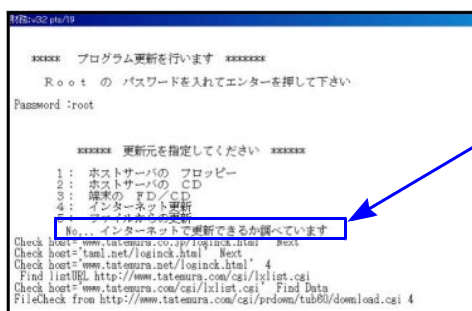 財務:v32 pts/19
***** プログラム更新を行います *******
Root の パスワードを入れてエンターを押して下さい
Password :root
****** 更新元を指定してください ******
1: ホストサーバの フロッピー
2: ホストサーバの CD
3: 端末の FD/CD
4: インターネット更新
5: ファイルからの更新
No... インターネットで更新できるか調べています
Check host='www.tatemura.co.jp/loginck.html' Next
Check host='taml.net/loginck.html' Next
Check host='www.tatemura.net/loginck.html' 4
Find listURL http://www.tatemura.com/cgi/lxlist.cgi
Check host='www.tatemura.com/cgi/lxlist.cgi' Find Data
FileCheck from http://www.tatemura.com/cgi/prdown/tub60/download.cgi 4